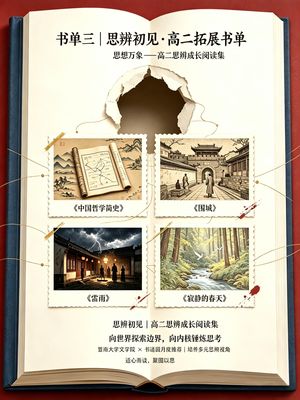 书单三｜思辨初见·高二拓展书单
思想万象——高二思辨成长阅读集
《中国哲学简史》
《围城》
《雷雨》
《寂静的春天》
思辨初见｜高二思辨成长阅读集
向世界探索边界，向内核锤炼思考
暨南大学文学院 × 书适圆月度推荐｜培养多元思辨视角
适心而读，聚圆以思